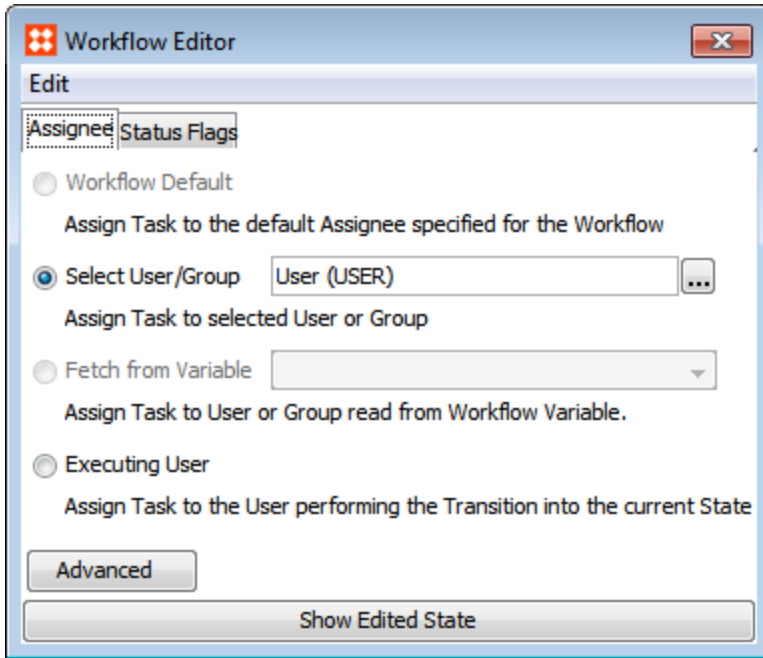 Workflow Editor
Edit
Assignee Status Flags
Workflow Default
Assign Task to the default Assignee specified for the Workflow
Select User/Group User (USER) ...
Assign Task to selected User or Group
Fetch from Variable
Assign Task to User or Group read from Workflow Variable.
Executing User
Assign Task to the User performing the Transition into the current State
Advanced
Show Edited State